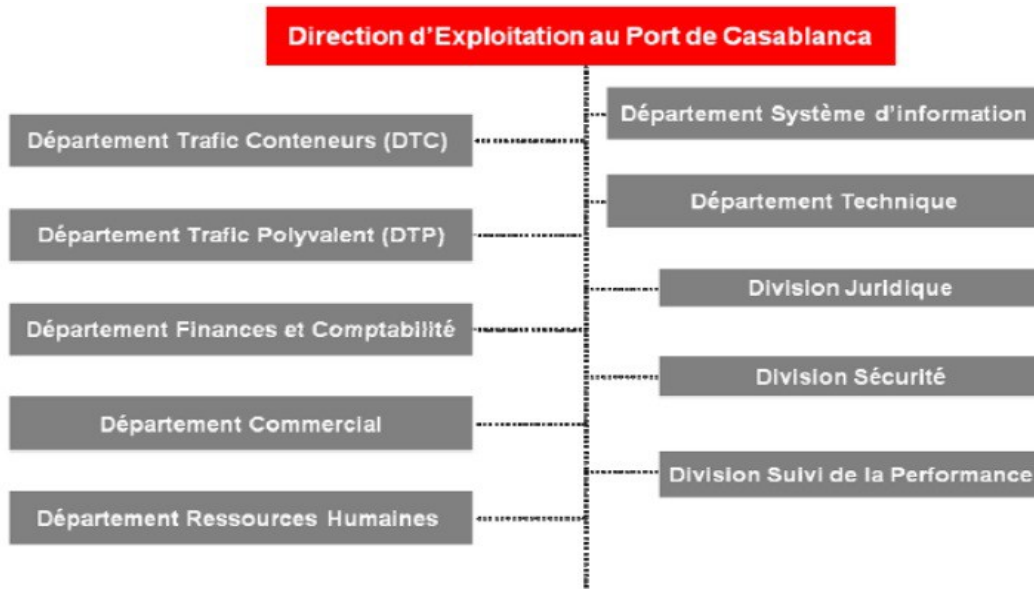 Direction d'Exploitation au Port de Casablanca
Département Trafic Conteneurs (DTC)
Département Trafic Polyvalent (DTP)
Département Finances et Comptabilité
Département Commercial
Département Ressources Humaines
Département Système d'information
Département Technique
Division Juridique
Division Sécurité
Division Suivi de la Performance